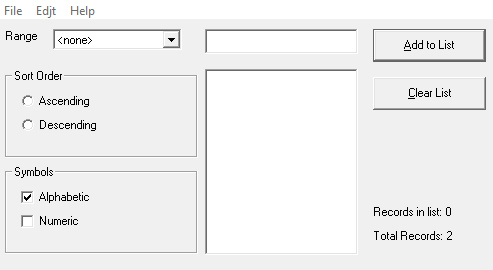 File Edjt Help
Range <none> Add to List
Sort Order Clear List
Ascending
Descending
Symbols
Alphabetic
Numeric
Records in list: 0
Total Records: 2